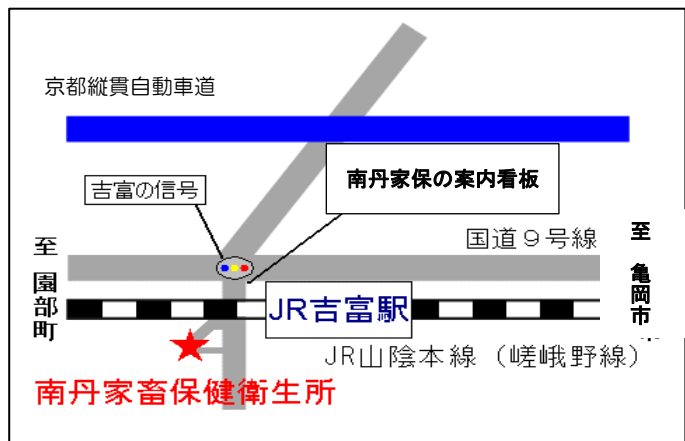 京都縦貫自動車道
南丹家保の案内看板
吉富の信号
国道９号線
至 園部町
至 亀岡市
JR吉富駅
JR山陰本線（嵯峨野線）
南丹家畜保健衛生所